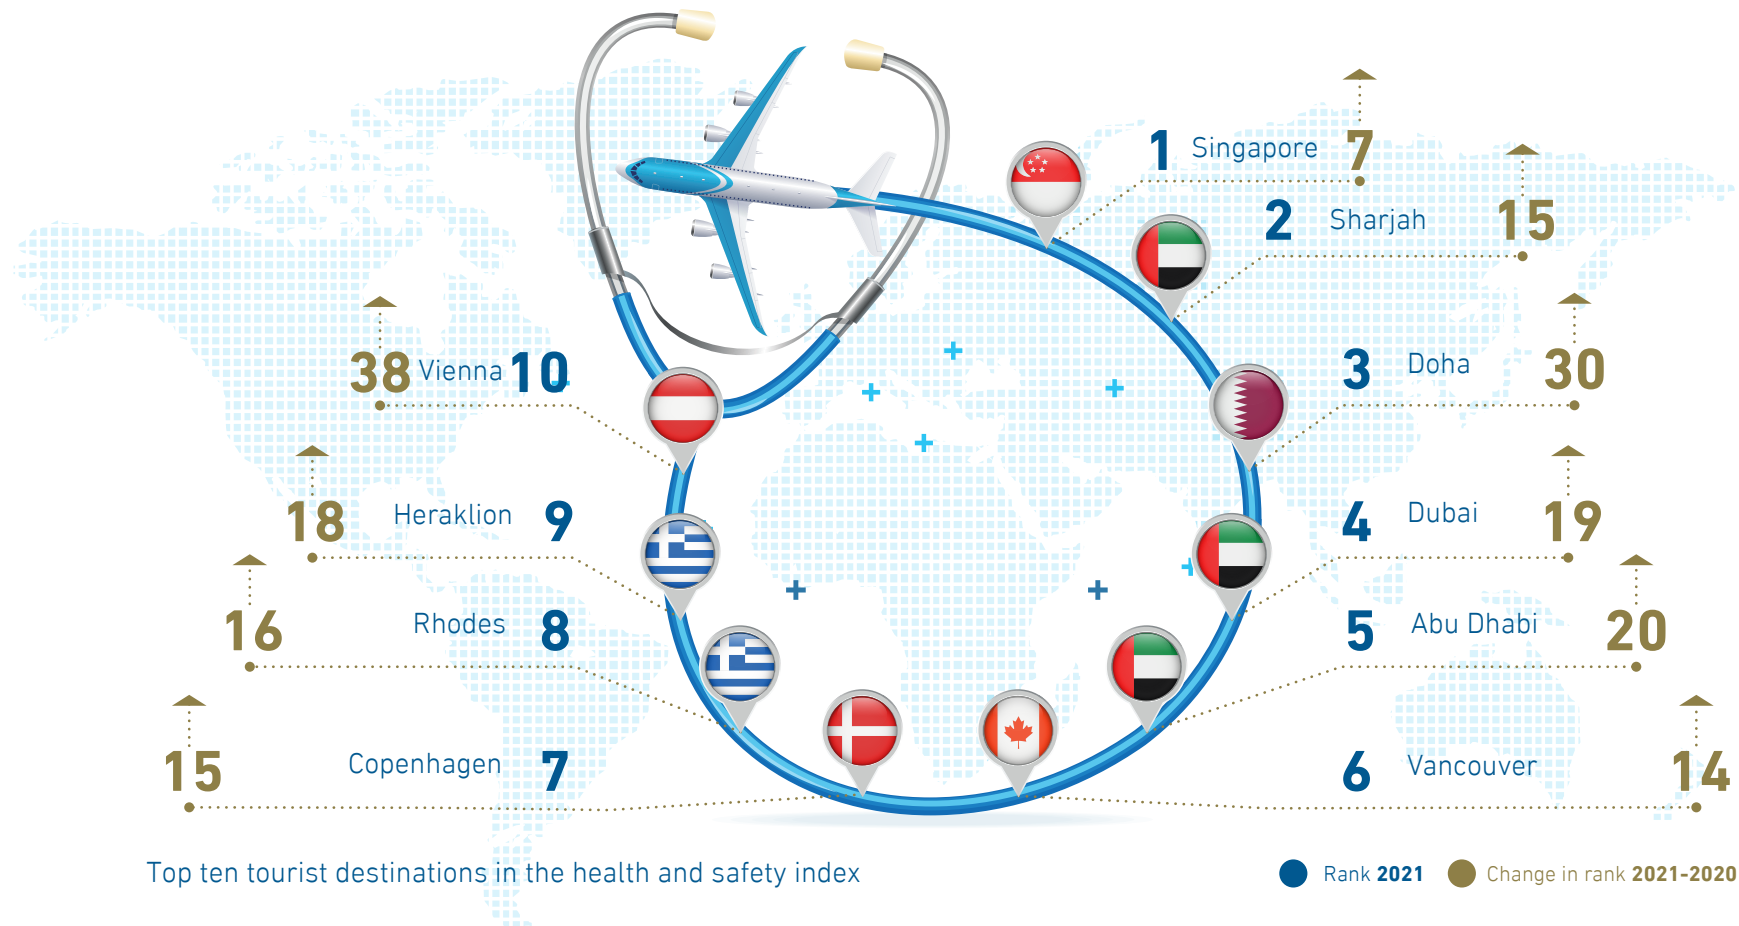 1 Singapore 7
2 Sharjah 15
3 Doha 30
4 Dubai 19
5 Abu Dhabi 20
6 Vancouver 14
15 Copenhagen 7
16 Rhodes 8
18 Heraklion 9
38 Vienna 10
Top ten tourist destinations in the health and safety index
Rank 2021
Change in rank 2021-2020